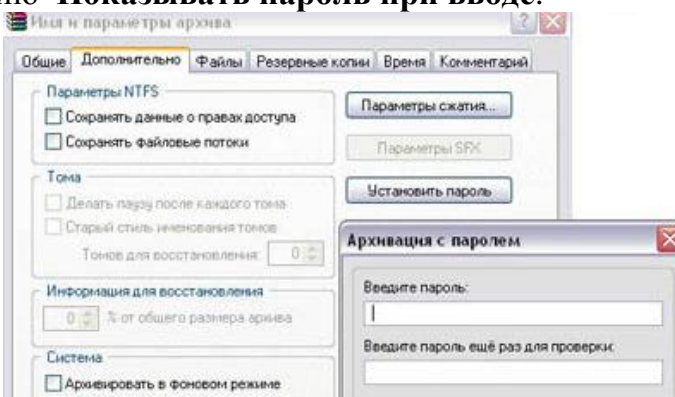 Показывать пароль при вводе.
Имя и параметры архива
Общие Дополнительно Файлы Резервные копии Время Комментарий
Параметры NTFS
Сохранять данные о правах доступа
Сохранять файловые потоки
Параметры сжатия...
Параметры SFX
Установить пароль
Тома
Делать паузу после каждого тома
Старый стиль именования томов
Томов для восстановления: 0
Информация для восстановления
0 % от общего размера архива
Система
Архивировать в фоновом режиме
Архивация с паролем
Введите пароль:
Введите пароль ещё раз для проверки: